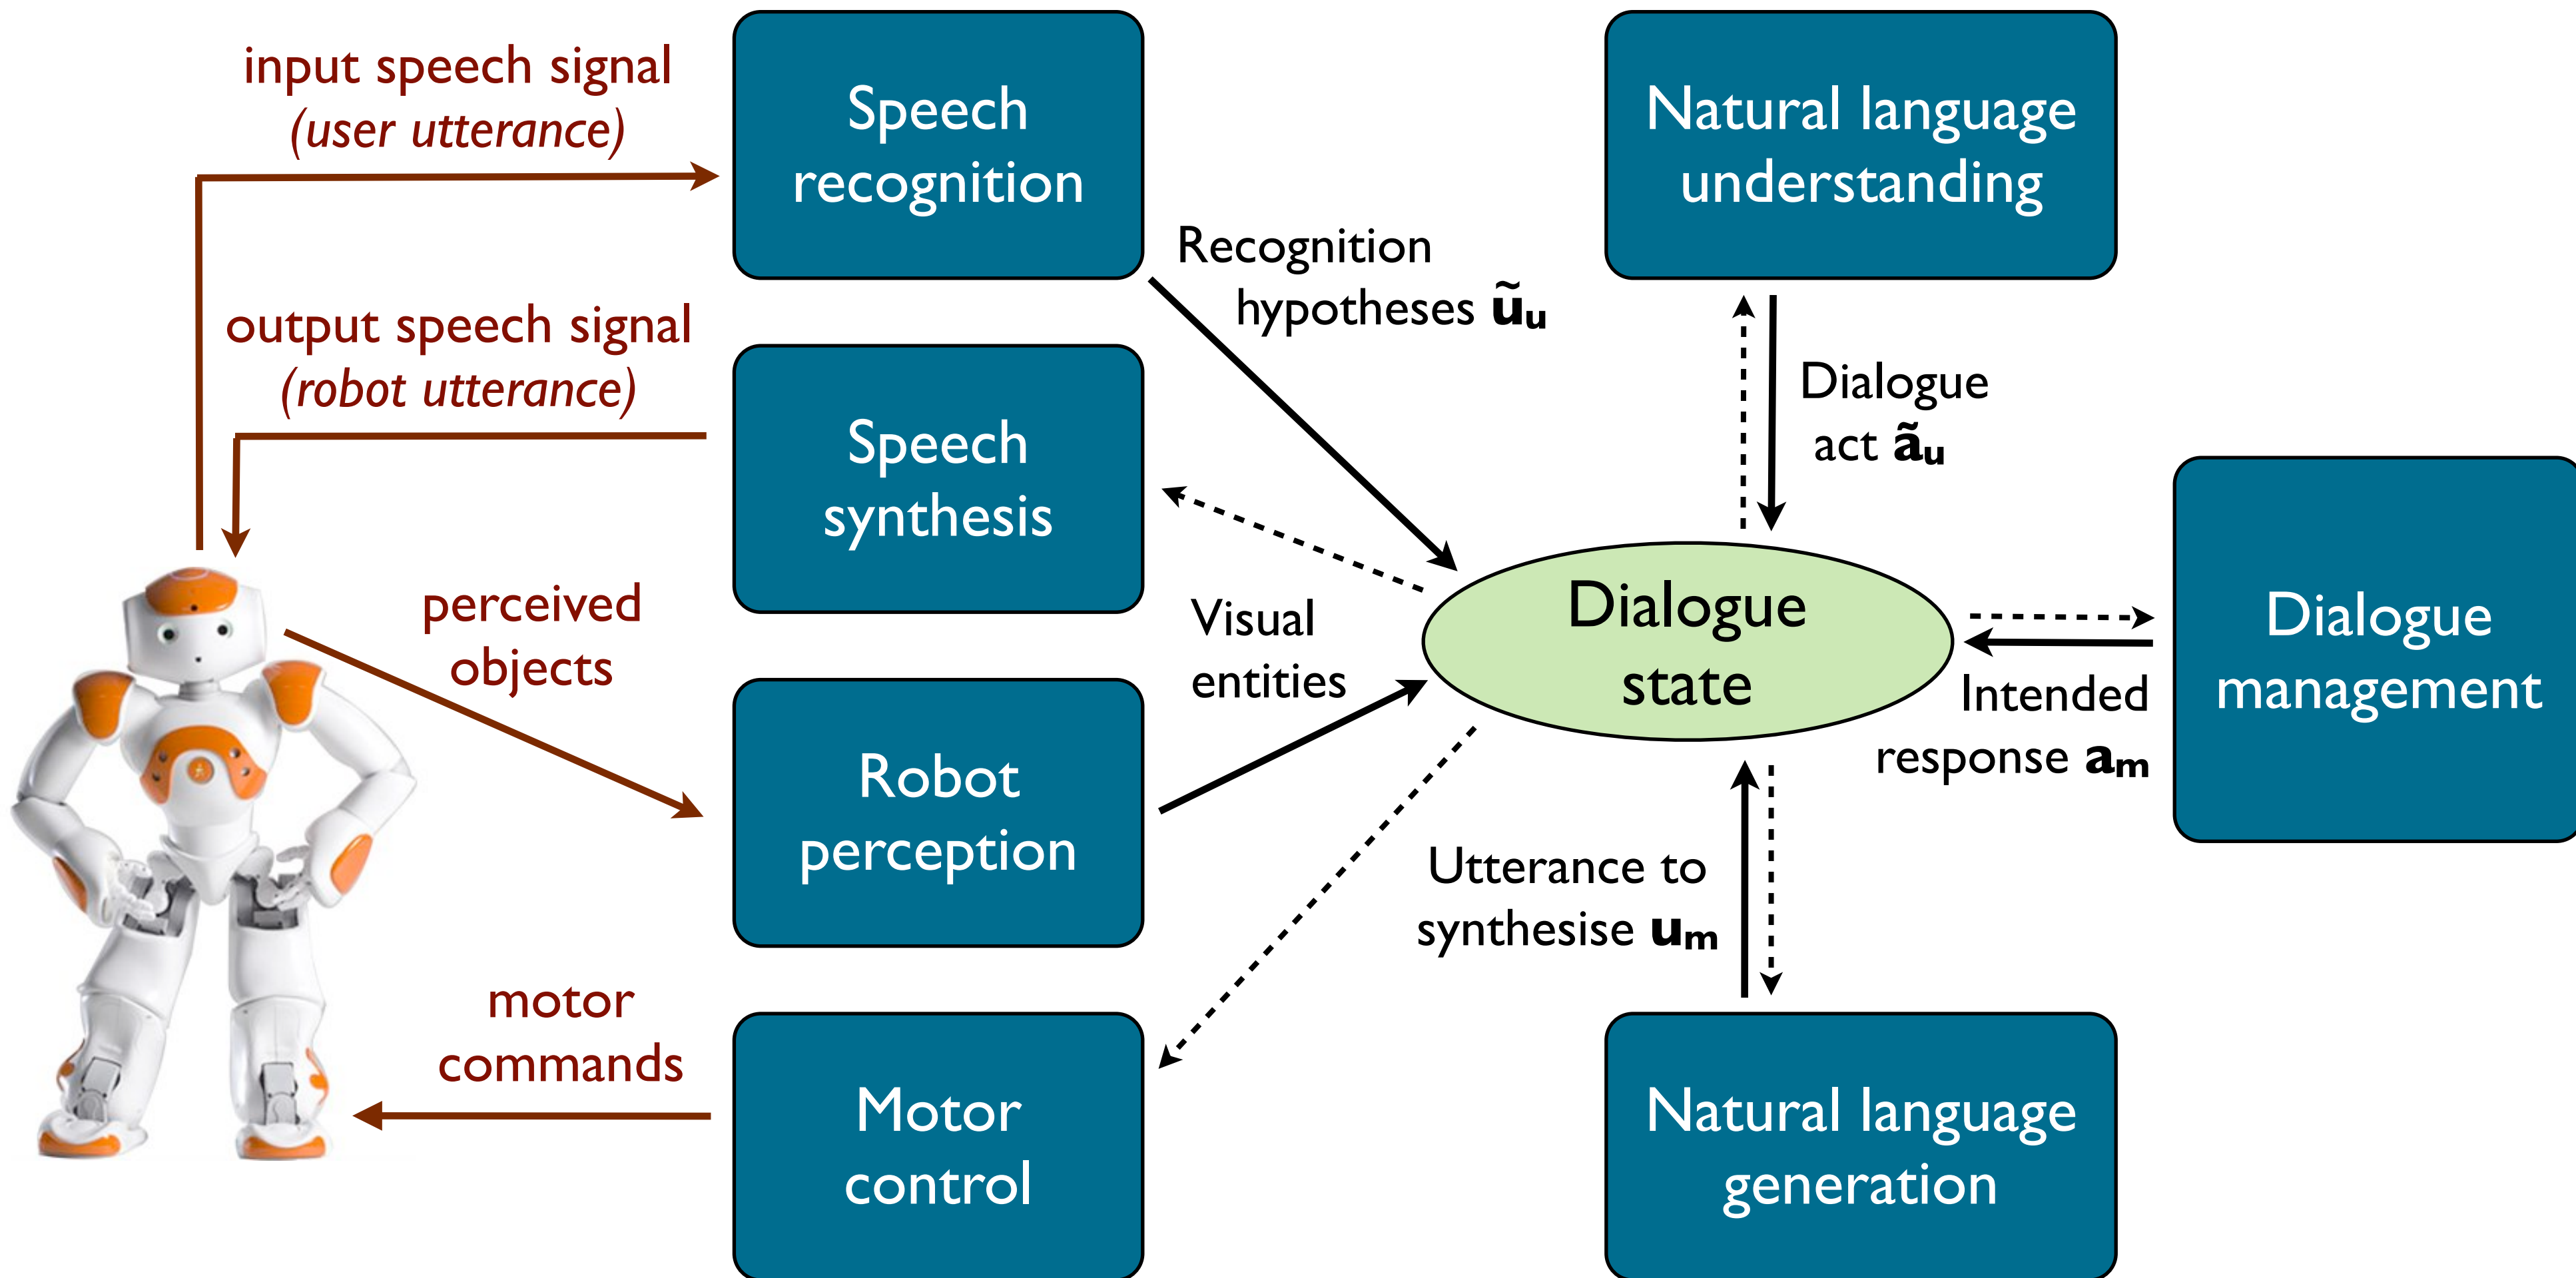 input speech signal
(user utterance)
Speech
recognition
Natural language
understanding
Recognition
hypotheses ũu
output speech signal
(robot utterance)
Speech
synthesis
Dialogue
act ãu
perceived
objects
Visual
entities
Dialogue
state
Dialogue
management
Intended
response am
Robot
perception
Utterance to
synthesise um
motor
commands
Motor
control
Natural language
generation